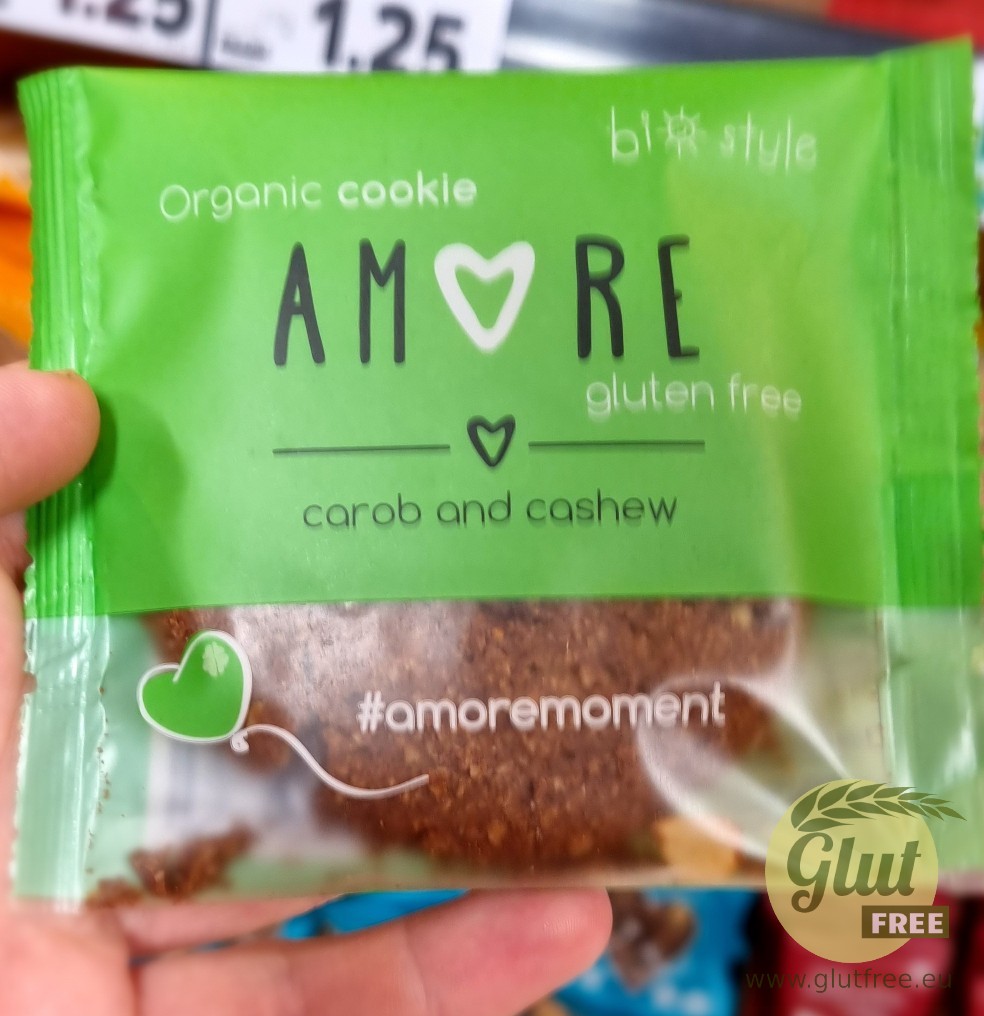 1.25
1.25
bio style
Organic cookie
AMORE
gluten free
carob and cashew
#amoremoment
Glut
FREE
www.glutfree.eu